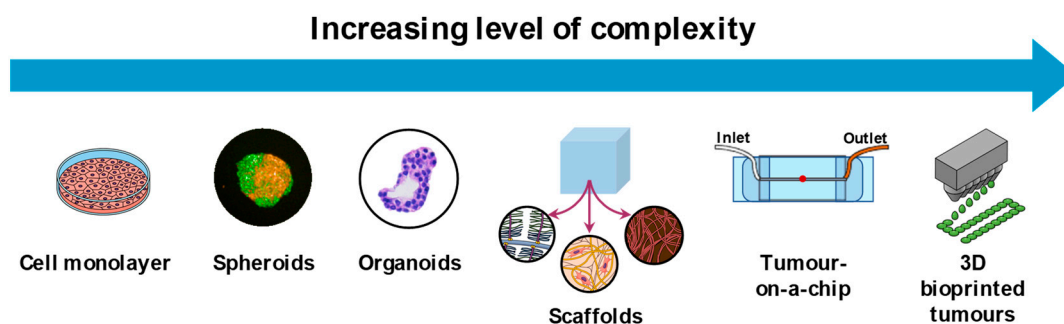 Increasing level of complexity
Inlet
Outlet
Cell monolayer
Spheroids
Organoids
Scaffolds
Tumour-
on-a-chip
3D
bioprinted
tumours